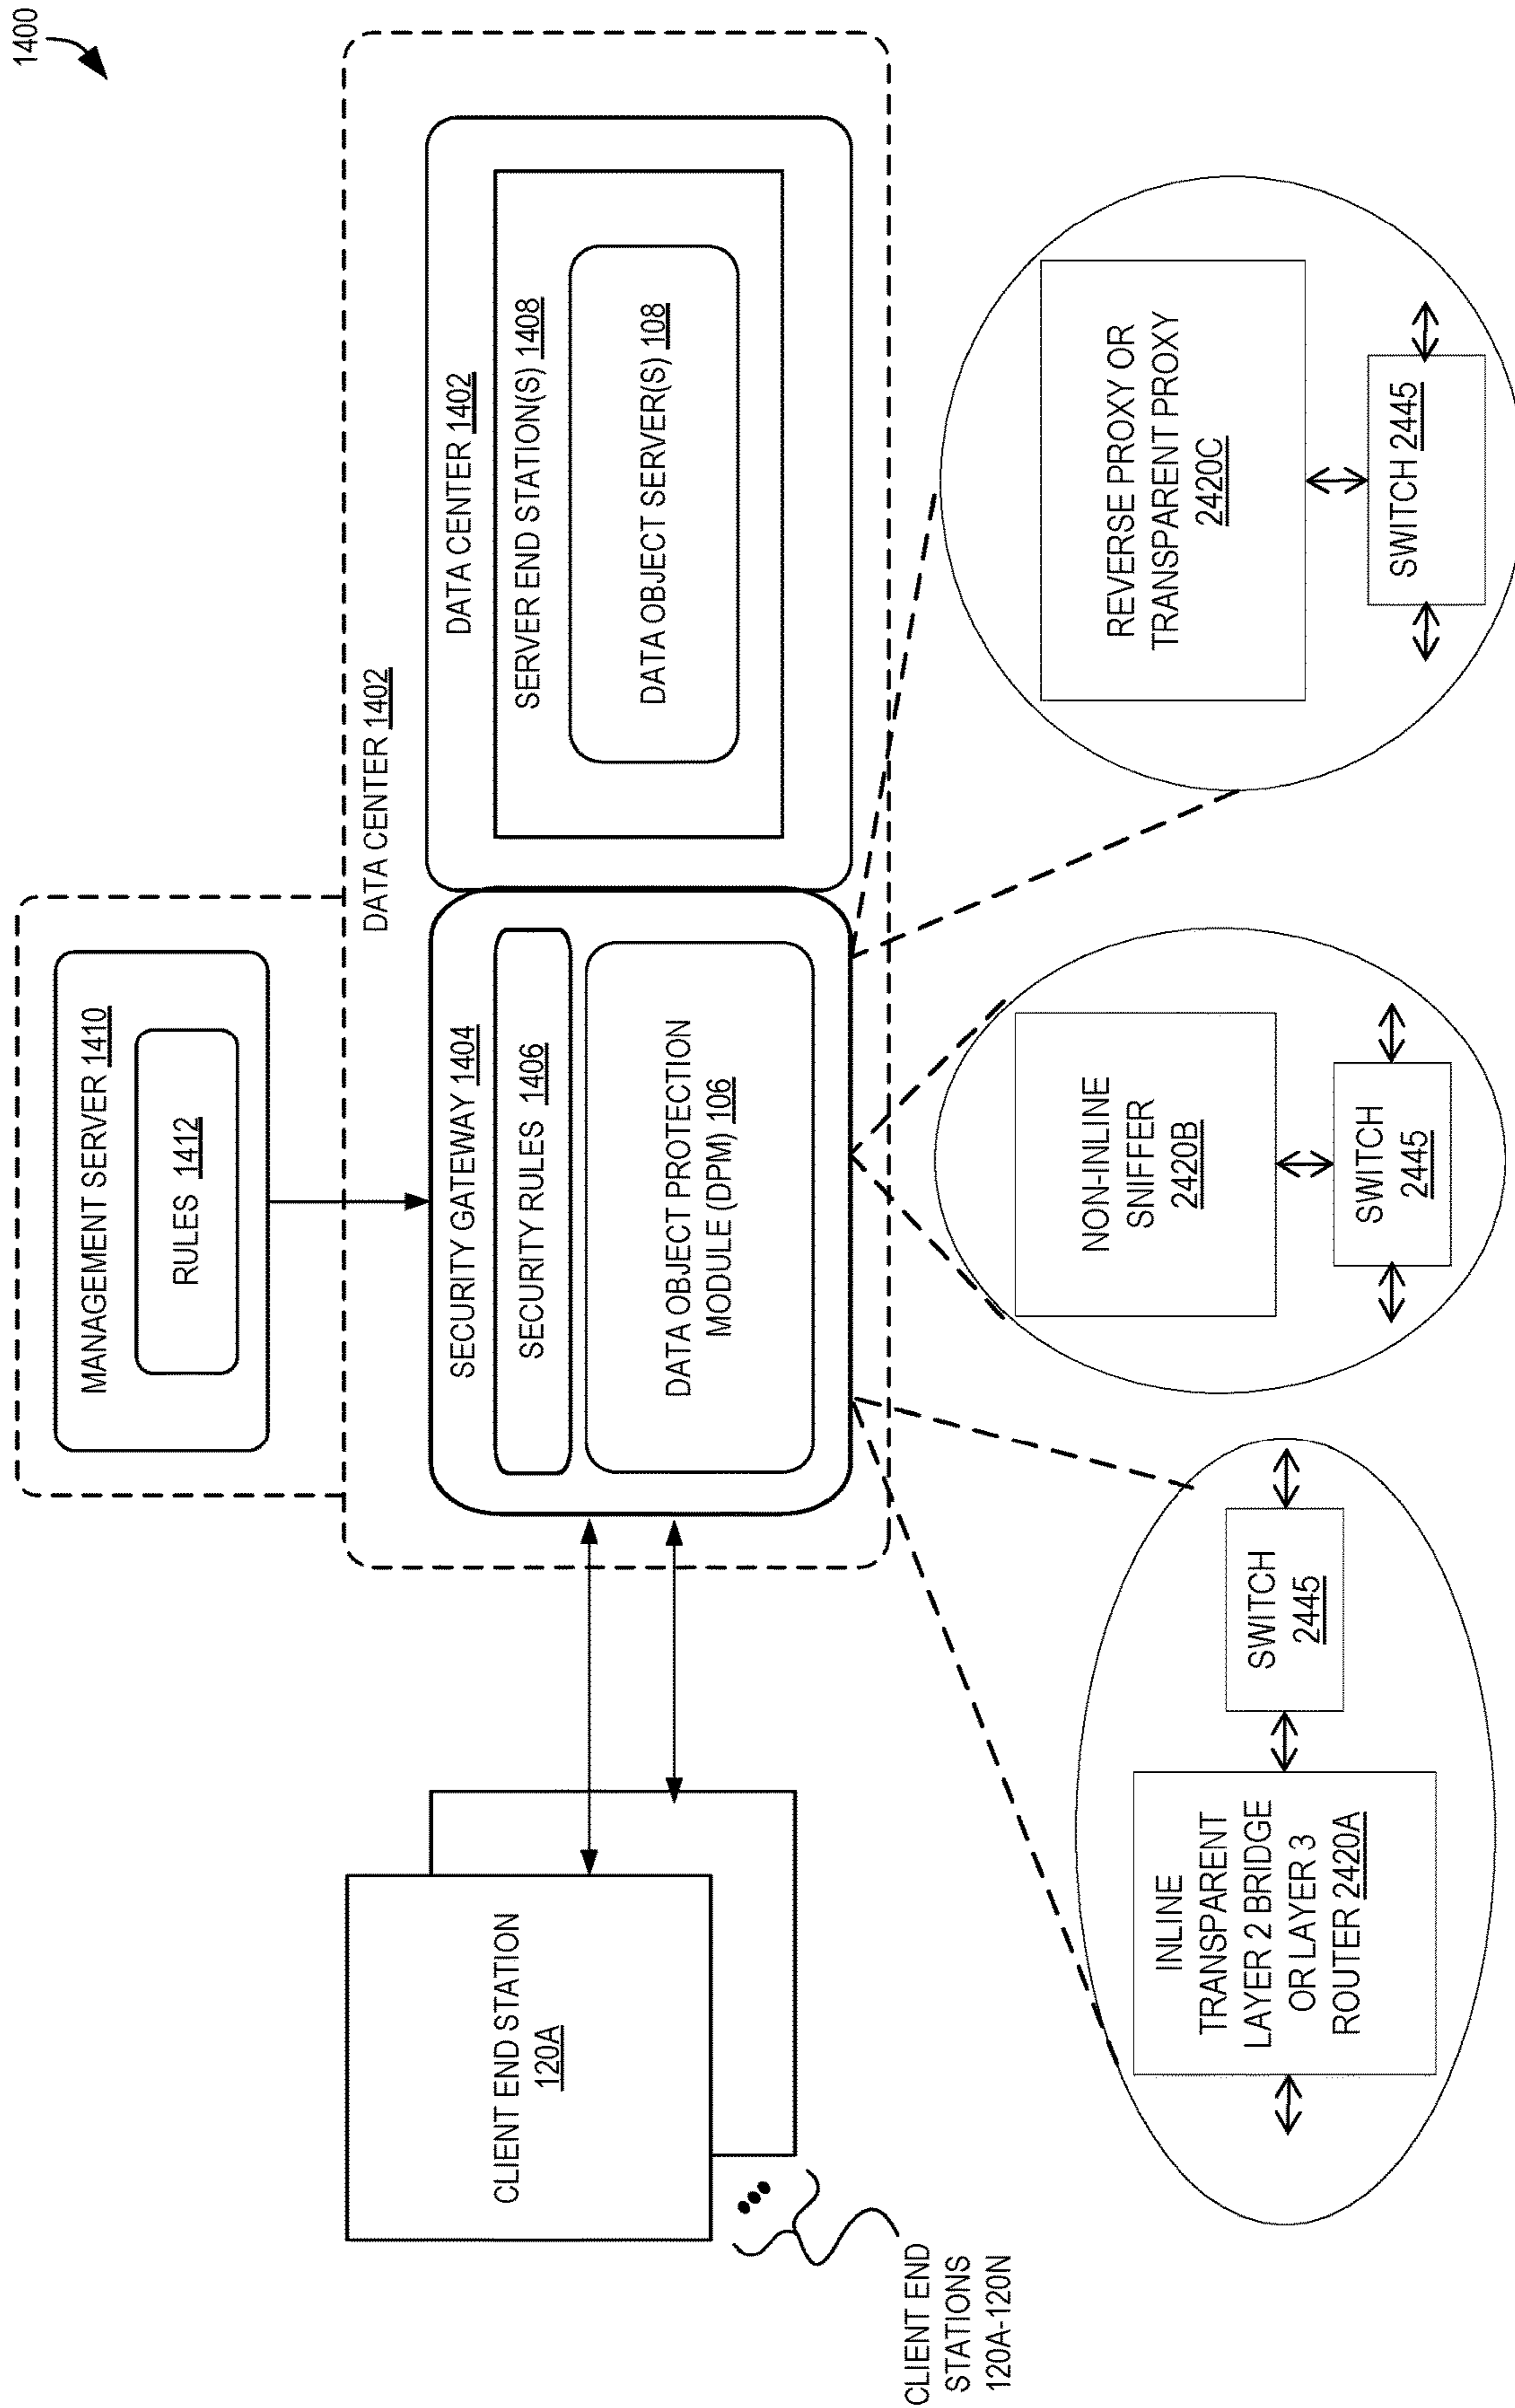 1400
MANAGEMENT SERVER 1410
RULES 1412
DATA CENTER 1402
DATA CENTER 1402
SERVER END STATION(S) 1408
DATA OBJECT SERVER(S) 108
SECURITY GATEWAY 1404
SECURITY RULES 1406
DATA OBJECT PROTECTION
MODULE (DPM) 106
CLIENT END STATION
120A
CLIENT END
STATIONS
120A-120N
INLINE
TRANSPARENT
LAYER 2 BRIDGE
OR LAYER 3
ROUTER 2420A
SWITCH
2445
NON-INLINE
SNIFFER
2420B
SWITCH
2445
REVERSE PROXY OR
TRANSPARENT PROXY
2420C
SWITCH 2445